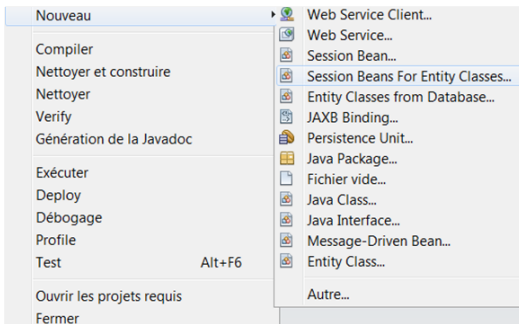 Nouveau
Compiler
Nettoyer et construire
Nettoyer
Verify
Génération de la Javadoc
Exécuter
Deploy
Débogage
Profile
Test Alt+F6
Ouvrir les projets requis
Fermer
Web Service Client...
Web Service...
Session Bean...
Session Beans For Entity Classes...
Entity Classes from Database...
JAXB Binding...
Persistence Unit...
Java Package...
Fichier vide...
Java Class...
Java Interface...
Message-Driven Bean...
Entity Class...
Autre...